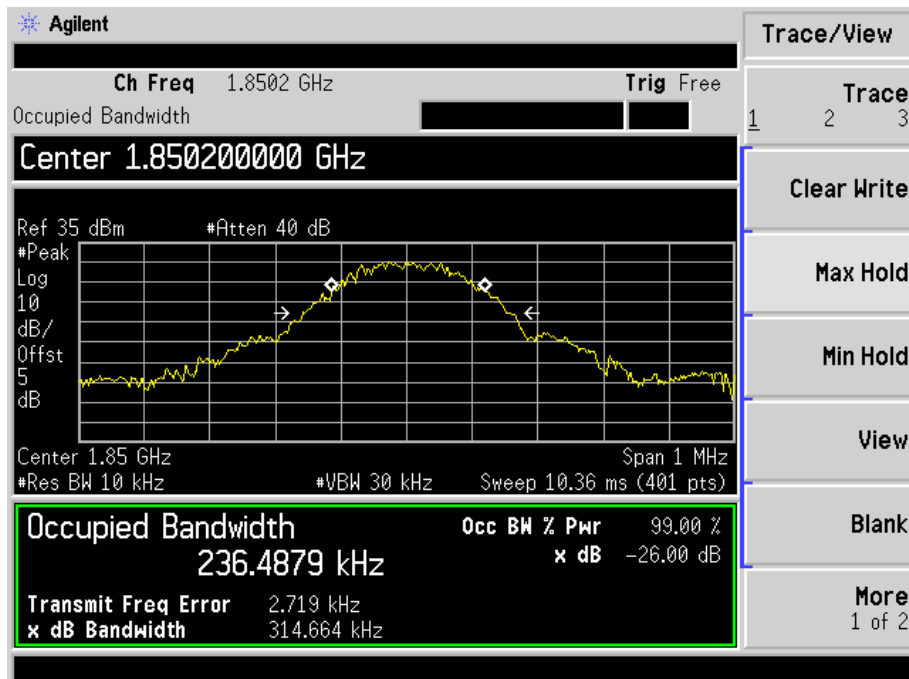 Agilent
Trace/View
Ch Freq 1.8502 GHz Trig Free
Occupied Bandwidth
Trace
1 2 3
Center 1.850200000 GHz
Clear Write
Ref 35 dBm #Atten 40 dB
#Peak
Log
10
dB/
Offst
5
dB
Max Hold
Min Hold
View
Center 1.85 GHz Span 1 MHz
#Res BW 10 kHz #VBW 30 kHz Sweep 10.36 ms (401 pts)
Occupied Bandwidth Occ BW % Pwr 99.00 %
236.4879 kHz x dB -26.00 dB
Blank
Transmit Freq Error 2.719 kHz
x dB Bandwidth 314.664 kHz
More
1 of 2